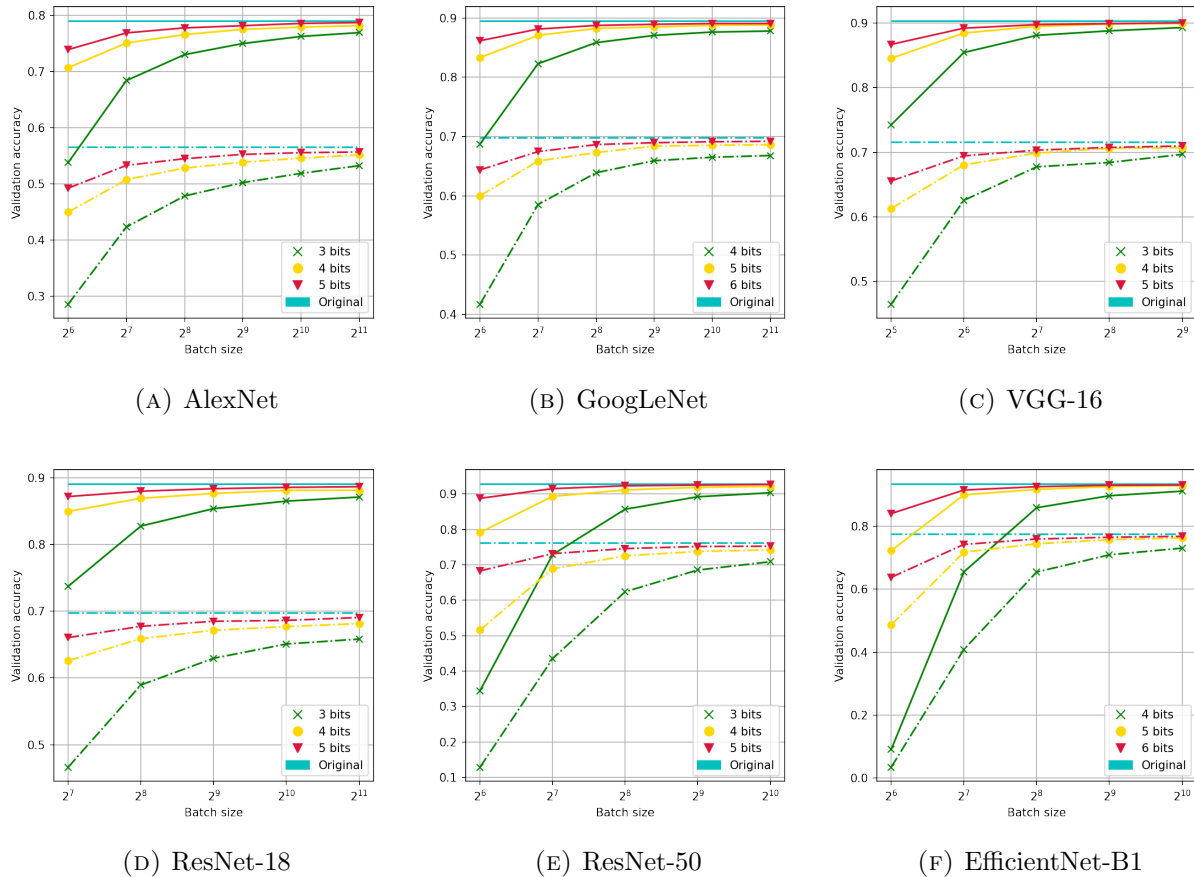 0.8
0.7
0.6
0.5
0.4
0.3
Validation accuracy
3 bits
4 bits
5 bits
Original
2^6 2^7 2^8 2^9 2^10 2^11
Batch size
(A) AlexNet
0.9
0.8
0.7
0.6
0.5
0.4
Validation accuracy
4 bits
5 bits
6 bits
Original
2^6 2^7 2^8 2^9 2^10 2^11
Batch size
(B) GoogLeNet
0.9
0.8
0.7
0.6
0.5
Validation accuracy
3 bits
4 bits
5 bits
Original
2^5 2^6 2^7 2^8 2^9
Batch size
(C) VGG-16
0.9
0.8
0.7
0.6
0.5
Validation accuracy
3 bits
4 bits
5 bits
Original
2^7 2^8 2^9 2^10 2^11
Batch size
(D) ResNet-18
0.9
0.8
0.7
0.6
0.5
0.4
0.3
0.2
0.1
Validation accuracy
3 bits
4 bits
5 bits
Original
2^6 2^7 2^8 2^9 2^10
Batch size
(E) ResNet-50
0.8
0.6
0.4
0.2
0.0
Validation accuracy
4 bits
5 bits
6 bits
Original
2^6 2^7 2^8 2^9 2^10
Batch size
(F) EfficientNet-B1